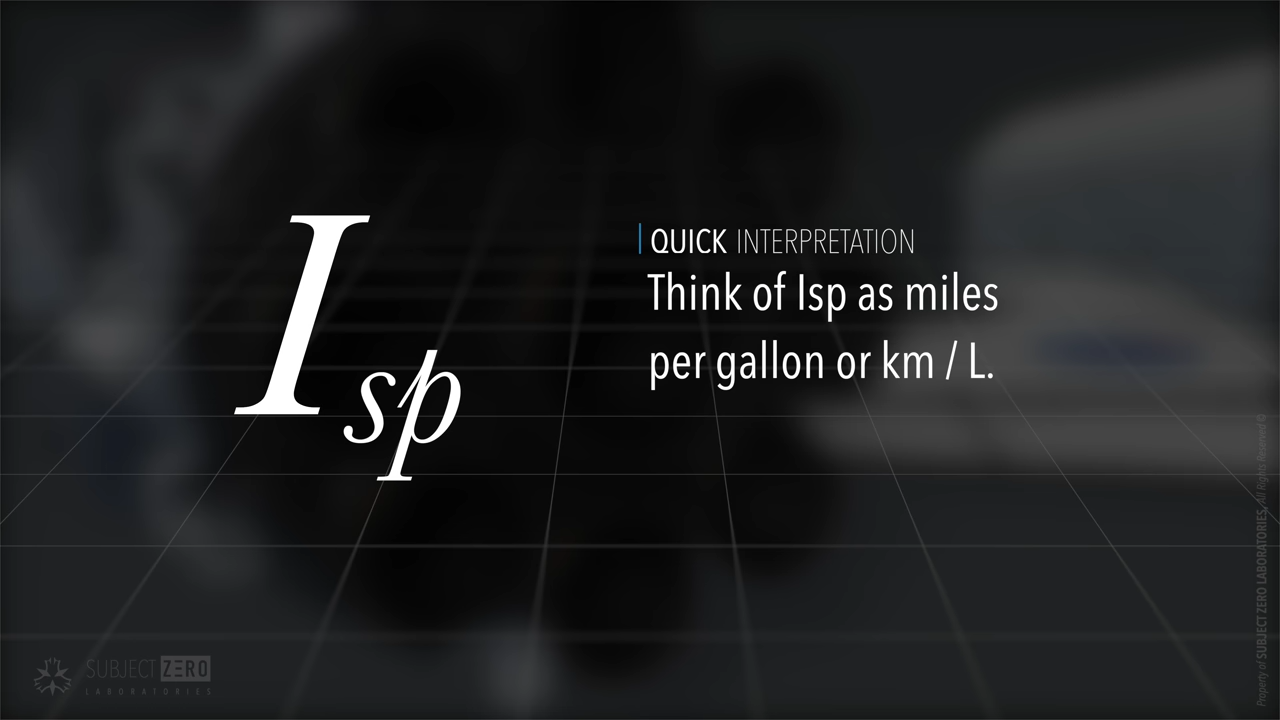 Isp
QUICK INTERPRETATION
Think of Isp as miles
per gallon or km / L.
SUBJECT ZERO
LABORATORIES
Property of SUBJECT ZERO LABORATORIES, All Rights Reserved ©